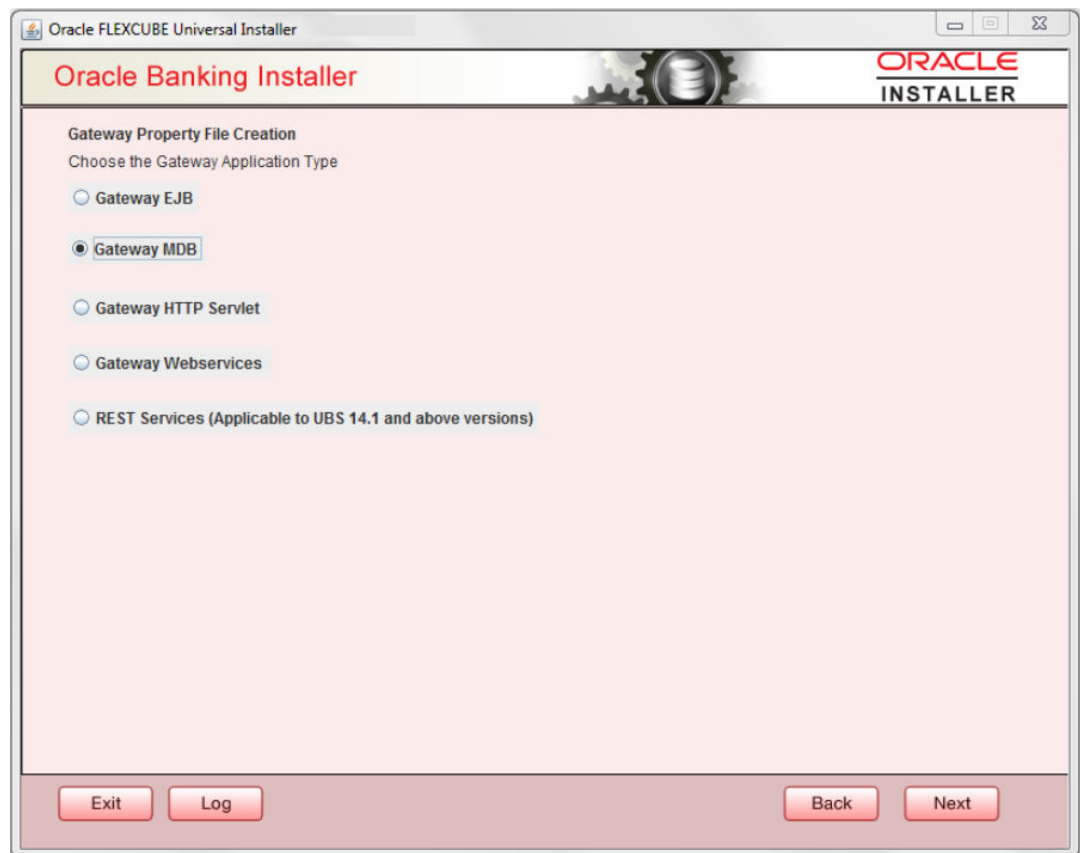 Oracle FLEXCUBE Universal Installer
Oracle Banking Installer
ORACLE
INSTALLER
Gateway Property File Creation
Choose the Gateway Application Type
Gateway EJB
Gateway MDB
Gateway HTTP Servlet
Gateway Webservices
REST Services (Applicable to UBS 14.1 and above versions)
Exit Log Back Next